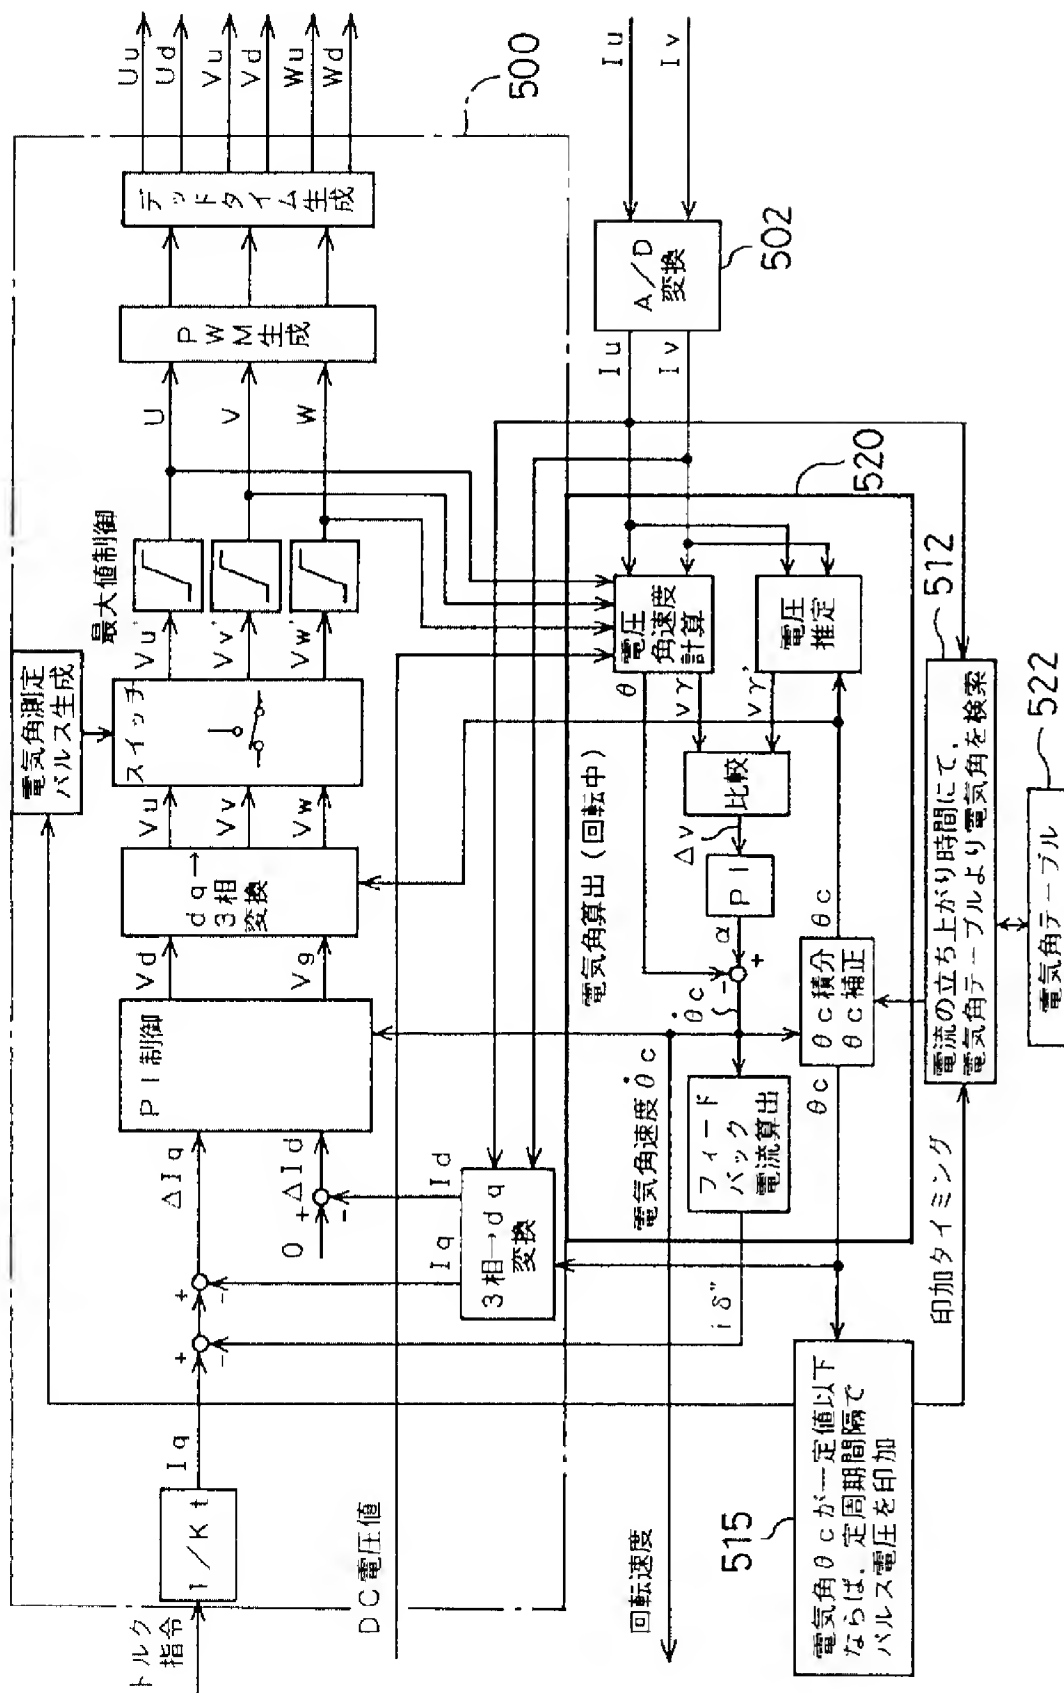 トルク
指令
1/Kt
Iq
ΔIq
0
ΔId
PI制御
Vd
Vg
dq→
3相
変換
Vu
Vv
Vw
電気角測定
パルス生成
スイッチ
Vu'
Vv'
Vw'
最大値制御
U
V
W
PWM生成
デッドタイム生成
Uu
Ud
Vu
Vd
Wu
Wd
500
Iq
Id
3相→dq
変換
DC電圧値
回転速度
電気角速度θ̇c
電気角算出(回転中)
iδ"
フィード
バック
電流算出
θ̇c
α
PI
Δv
比較
θ
vγ
vγ'
電圧
角速度
計算
電圧
推定
θc
θc積分
θc補正
θc
520
Iu
Iv
A/D
変換
502
Iu
Iv
515
電気角θcが一定値以下
ならば、定周期間隔で
パルス電圧を印加
印加タイミング
電流の立ち上がり時間にて、
電気角テーブルより電気角を検索
512
電気角テーブル
522